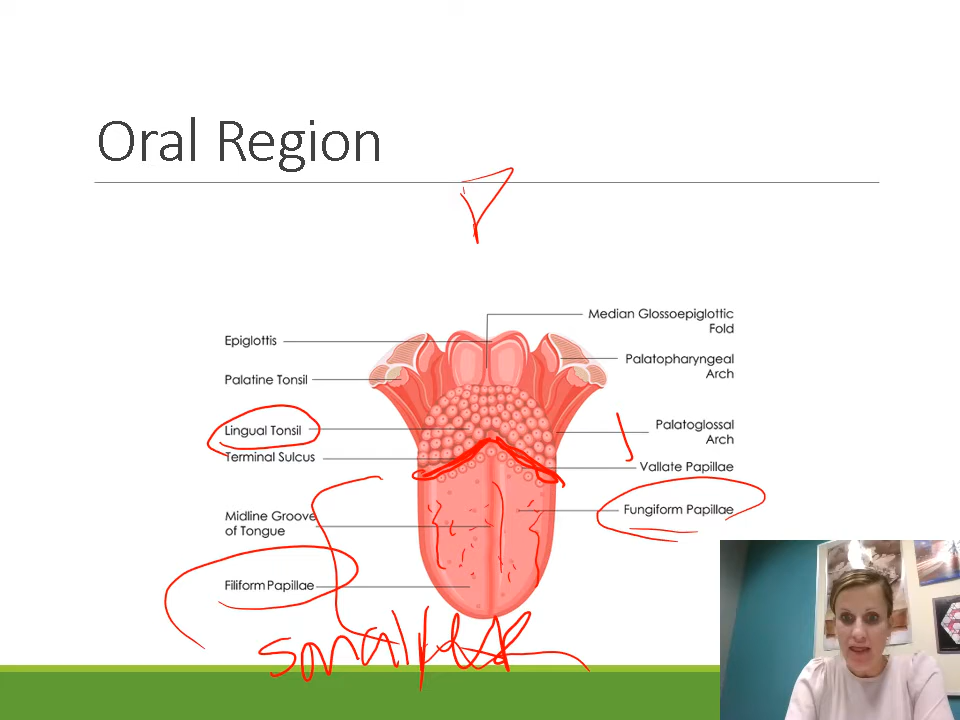 Oral Region
Median Glossoepiglottic
Fold
Epiglottis
Palatopharyngeal
Arch
Palatine Tonsil
Palatoglossal
Arch
Lingual Tonsil
Terminal Sulcus
Vallate Papillae
Fungiform Papillae
Midline Groove
of Tongue
Filiform Papillae